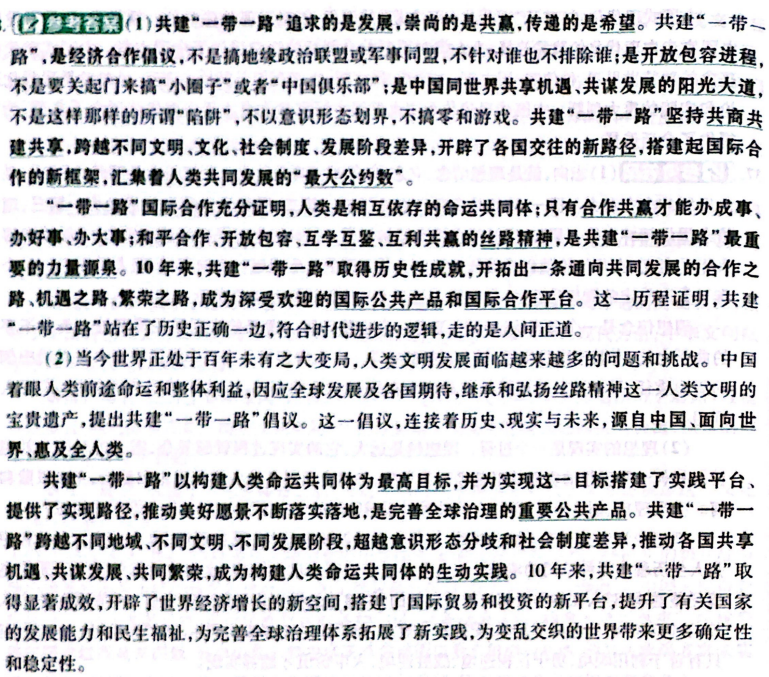 参考答案(1)共建“一带一路”追求的是发展,崇尚的是共赢,传递的是希望。共建“一带一
路”,是经济合作倡议,不是搞地缘政治联盟或军事同盟,不针对谁也不排除谁;是开放包容进程,
不是要关起门来搞“小圈子”或者“中国俱乐部”;是中国同世界共享机遇、共谋发展的阳光大道,
不是这样那样的所谓“陷阱”,不以意识形态划界,不搞零和游戏。共建“一带一路”坚持共商共
建共享,跨越不同文明、文化、社会制度、发展阶段差异,开辟了各国交往的新路径,搭建起国际合
作的新框架,汇集着人类共同发展的“最大公约数”。
“一带一路”国际合作充分证明,人类是相互依存的命运共同体;只有合作共赢才能办成事、
办好事、办大事;和平合作、开放包容、互学互鉴、互利共赢的丝路精神,是共建“一带一路”最重
要的力量源泉。10年来,共建“一带一路”取得历史性成就,开拓出一条通向共同发展的合作之
路、机遇之路、繁荣之路,成为深受欢迎的国际公共产品和国际合作平台。这一历程证明,共建
“一带一路”站在了历史正确一边,符合时代进步的逻辑,走的是人间正道。
(2)当今世界正处于百年未有之大变局,人类文明发展面临越来越多的问题和挑战。中国
着眼人类前途命运和整体利益,因应全球发展及各国期待,继承和弘扬丝路精神这一人类文明的
宝贵遗产,提出共建“一带一路”倡议。这一倡议,连接着历史、现实与未来,源自中国、面向世
界、惠及全人类。
共建“一带一路”以构建人类命运共同体为最高目标,并为实现这一目标搭建了实践平台、
提供了实现路径,推动美好愿景不断落实落地,是完善全球治理的重要公共产品。共建“一带一
路”跨越不同地域、不同文明、不同发展阶段,超越意识形态分歧和社会制度差异,推动各国共享
机遇、共谋发展、共同繁荣,成为构建人类命运共同体的生动实践。10年来,共建“一带一路”取
得显著成效,开辟了世界经济增长的新空间,搭建了国际贸易和投资的新平台,提升了有关国家
的发展能力和民生福祉,为完善全球治理体系拓展了新实践,为变乱交织的世界带来更多确定性
和稳定性。